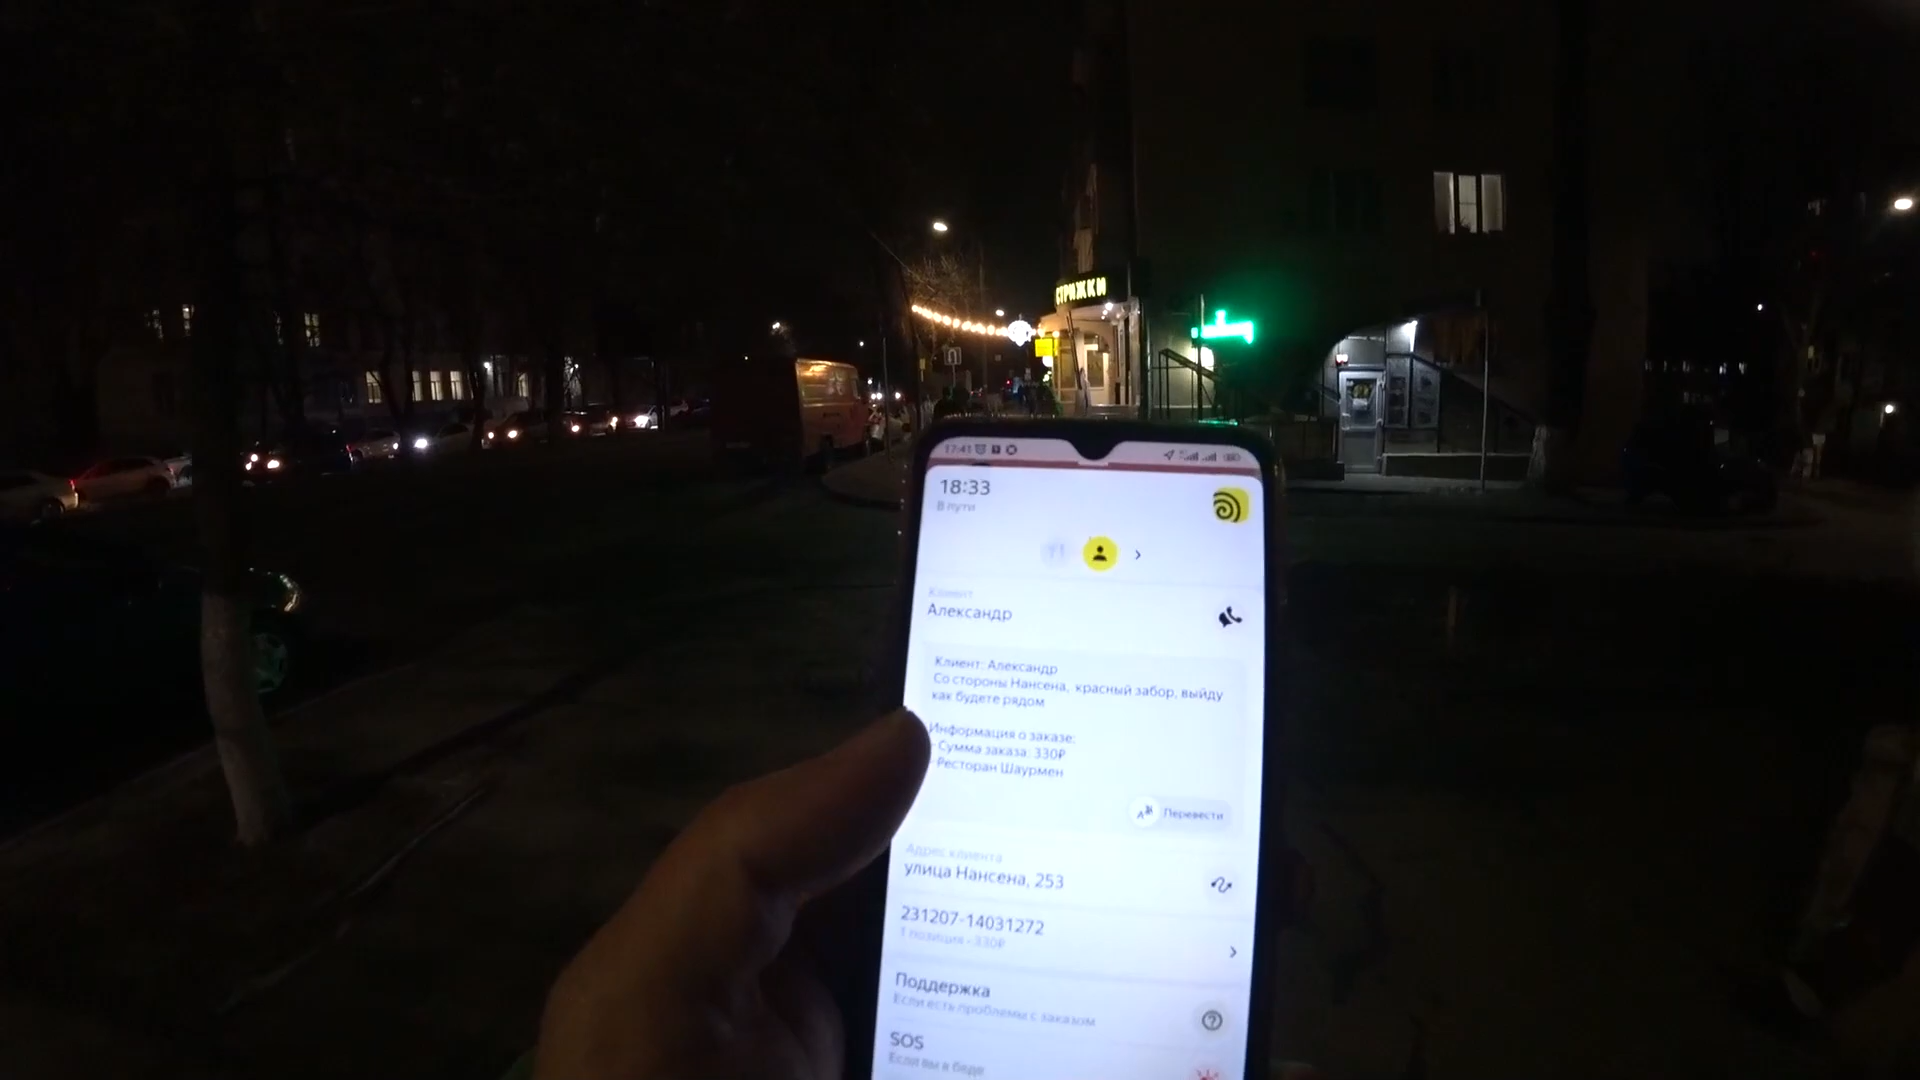 СТРИЖКИ
17:41
18:33
В пути
Клиент
Александр
Клиент: Александр
Со стороны Нансена, красный забор, выйду
как будете рядом
Информация о заказе:
- Сумма заказа: 330₽
- Ресторан Шаурмен
Перевести
Адрес клиента
улица Нансена, 253
231207-14031272
1 позиция - 330₽
Поддержка
Если есть проблемы с заказом
SOS
Если вы в беде